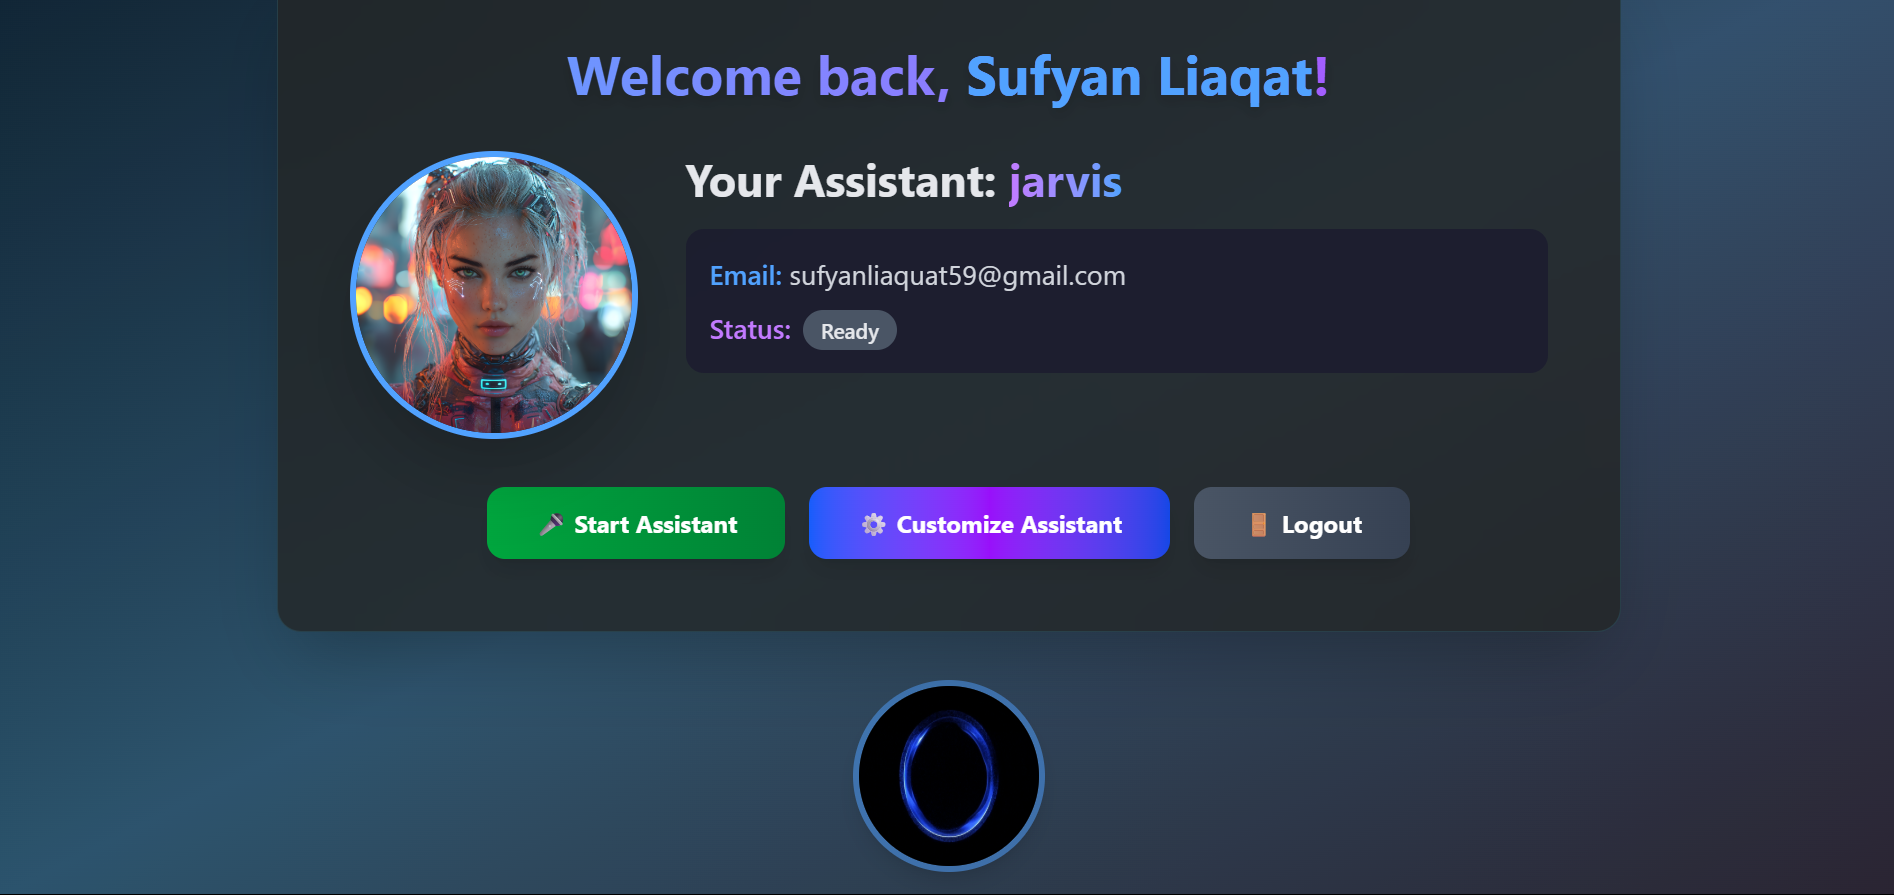 Welcome back, Sufyan Liaqat!
Your Assistant: jarvis
Email: sufyanliaquat59@gmail.com
Status: Ready
🎤 Start Assistant
⚙️ Customize Assistant
🚪 Logout